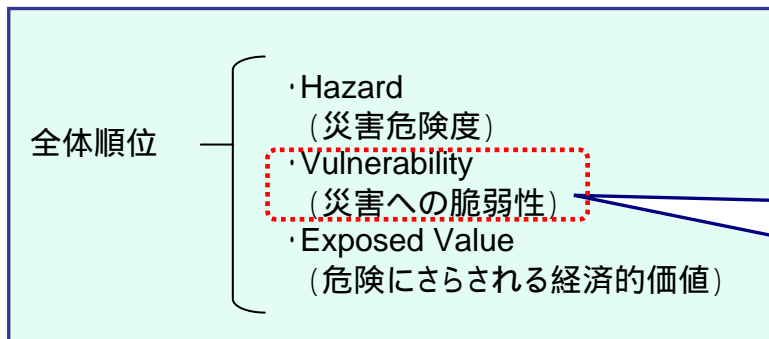 ・Hazard
(災害危険度)
全体順位
・Vulnerability
(災害への脆弱性)
・Exposed Value
(危険にさらされる経済的価値)